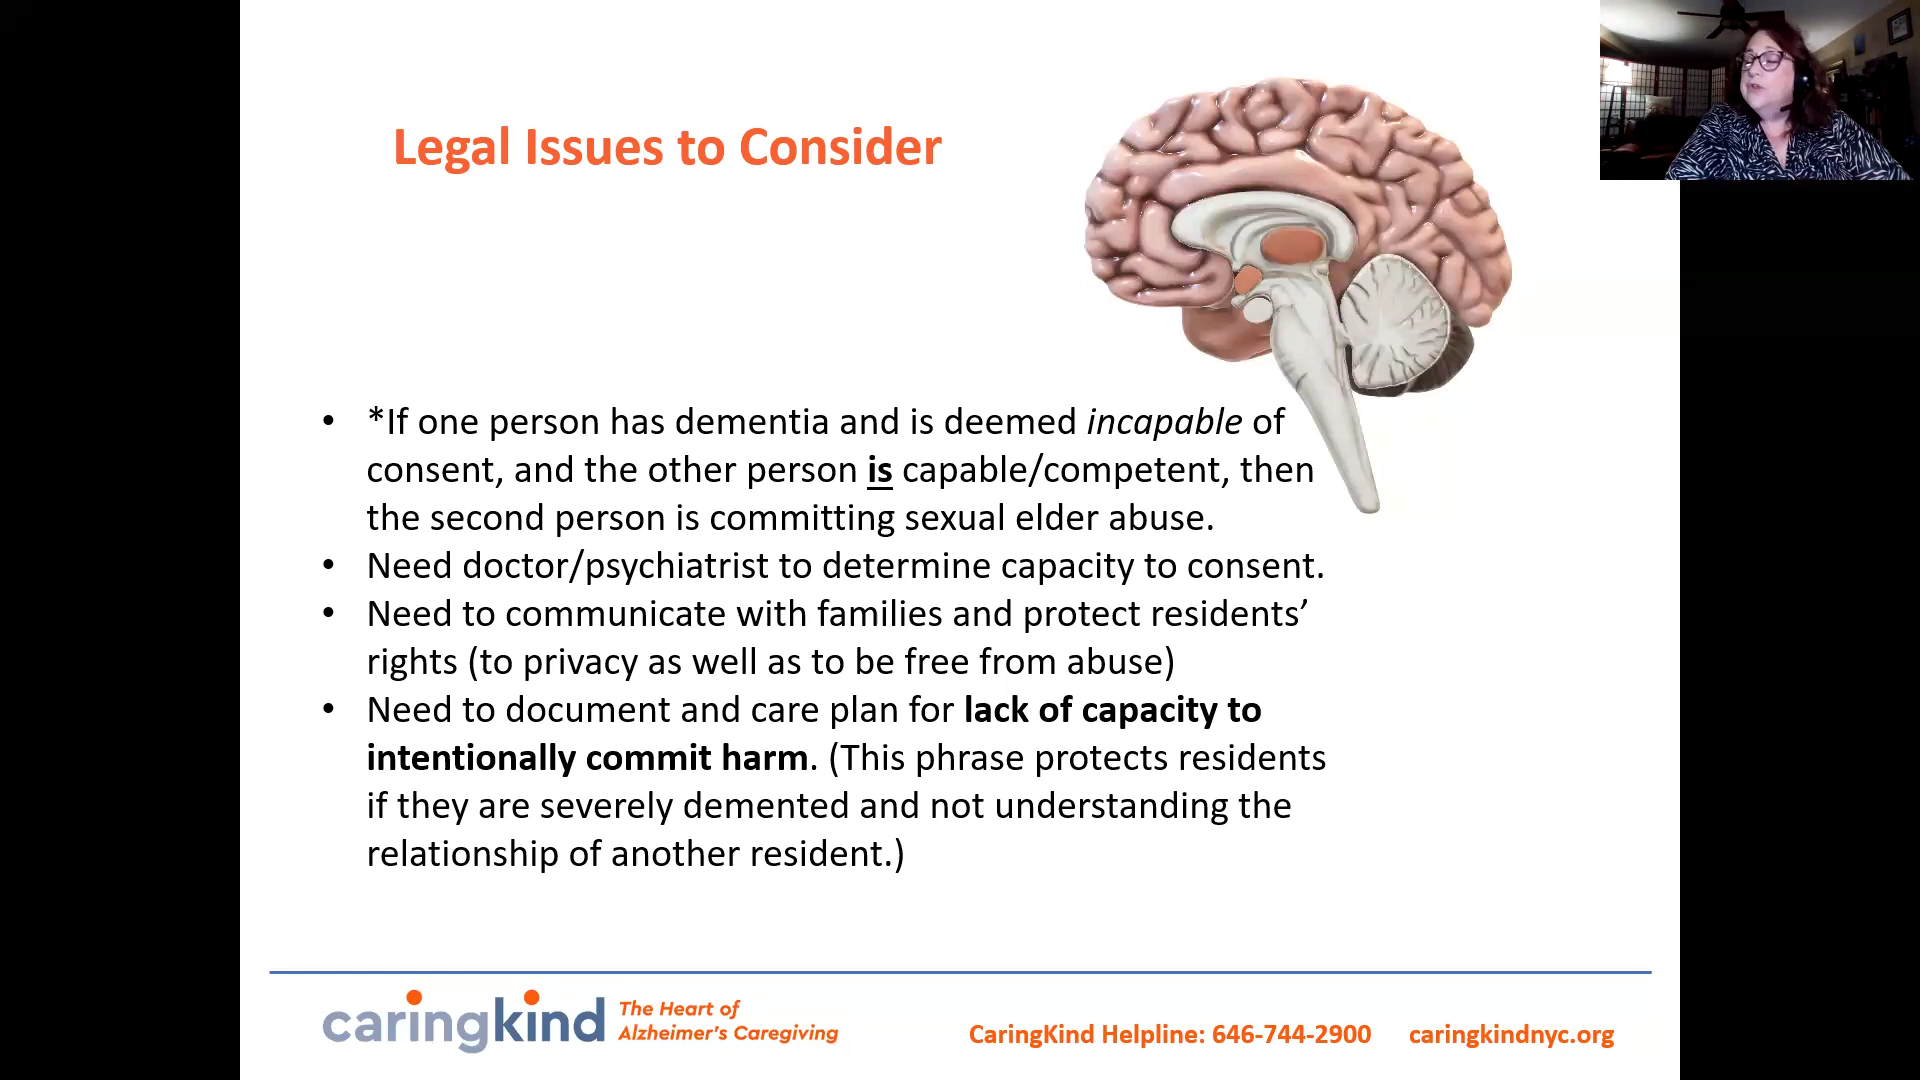 Legal Issues to Consider
• *If one person has dementia and is deemed incapable of
consent, and the other person is capable/competent, then
the second person is committing sexual elder abuse.
• Need doctor/psychiatrist to determine capacity to consent.
• Need to communicate with families and protect residents’
rights (to privacy as well as to be free from abuse)
• Need to document and care plan for lack of capacity to
intentionally commit harm. (This phrase protects residents
if they are severely demented and not understanding the
relationship of another resident.)
caringkind
The Heart of
Alzheimer’s Caregiving
CaringKind Helpline: 646-744-2900 caringkindnyc.org